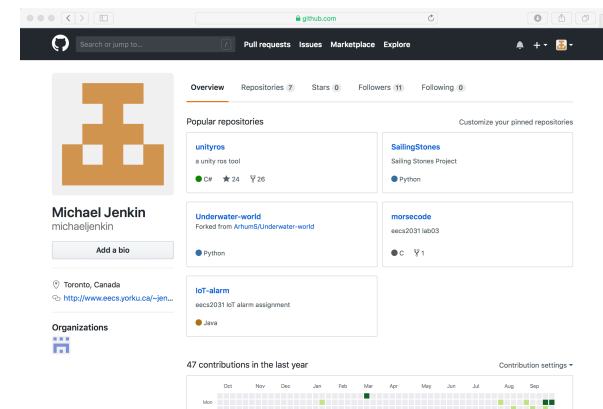 github.com
Search or jump to...
/
Pull requests Issues Marketplace Explore
Overview Repositories 7 Stars 0 Followers 11 Following 0
Popular repositories
Customize your pinned repositories
unityros
a unity ros tool
C# 24 26
SailingStones
Sailing Stones Project
Python
Underwater-world
Forked from ArhumS/Underwater-world
Python
morsecode
eecs2031 lab03
C 1
IoT-alarm
eecs2031 IoT alarm assignment
Java
Michael Jenkin
michaeljenkin
Add a bio
Toronto, Canada
http://www.eecs.yorku.ca/~jen...
Organizations
47 contributions in the last year
Contribution settings
Oct Nov Dec Jan Feb Mar Apr May Jun Jul Aug Sep
Mon